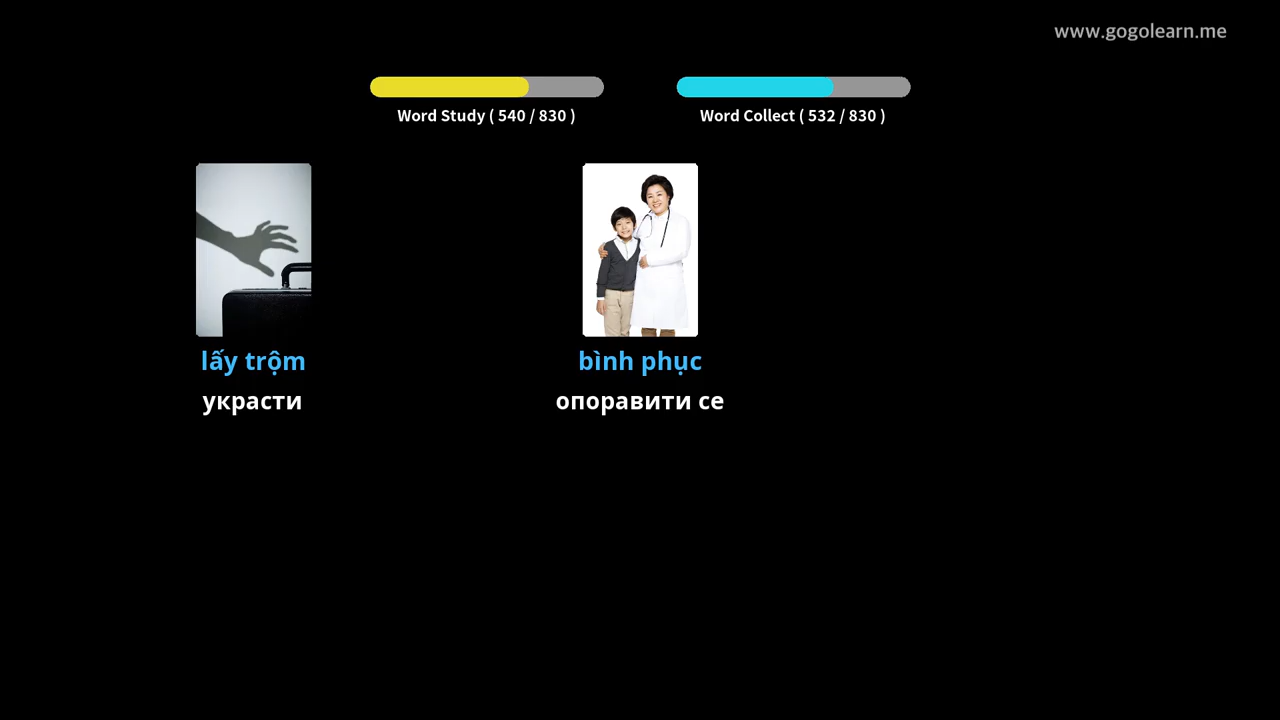 www.gogolearn.me
Word Study ( 540 / 830 )
Word Collect ( 532 / 830 )
lấy trộm
украсти
bình phục
опоравити се